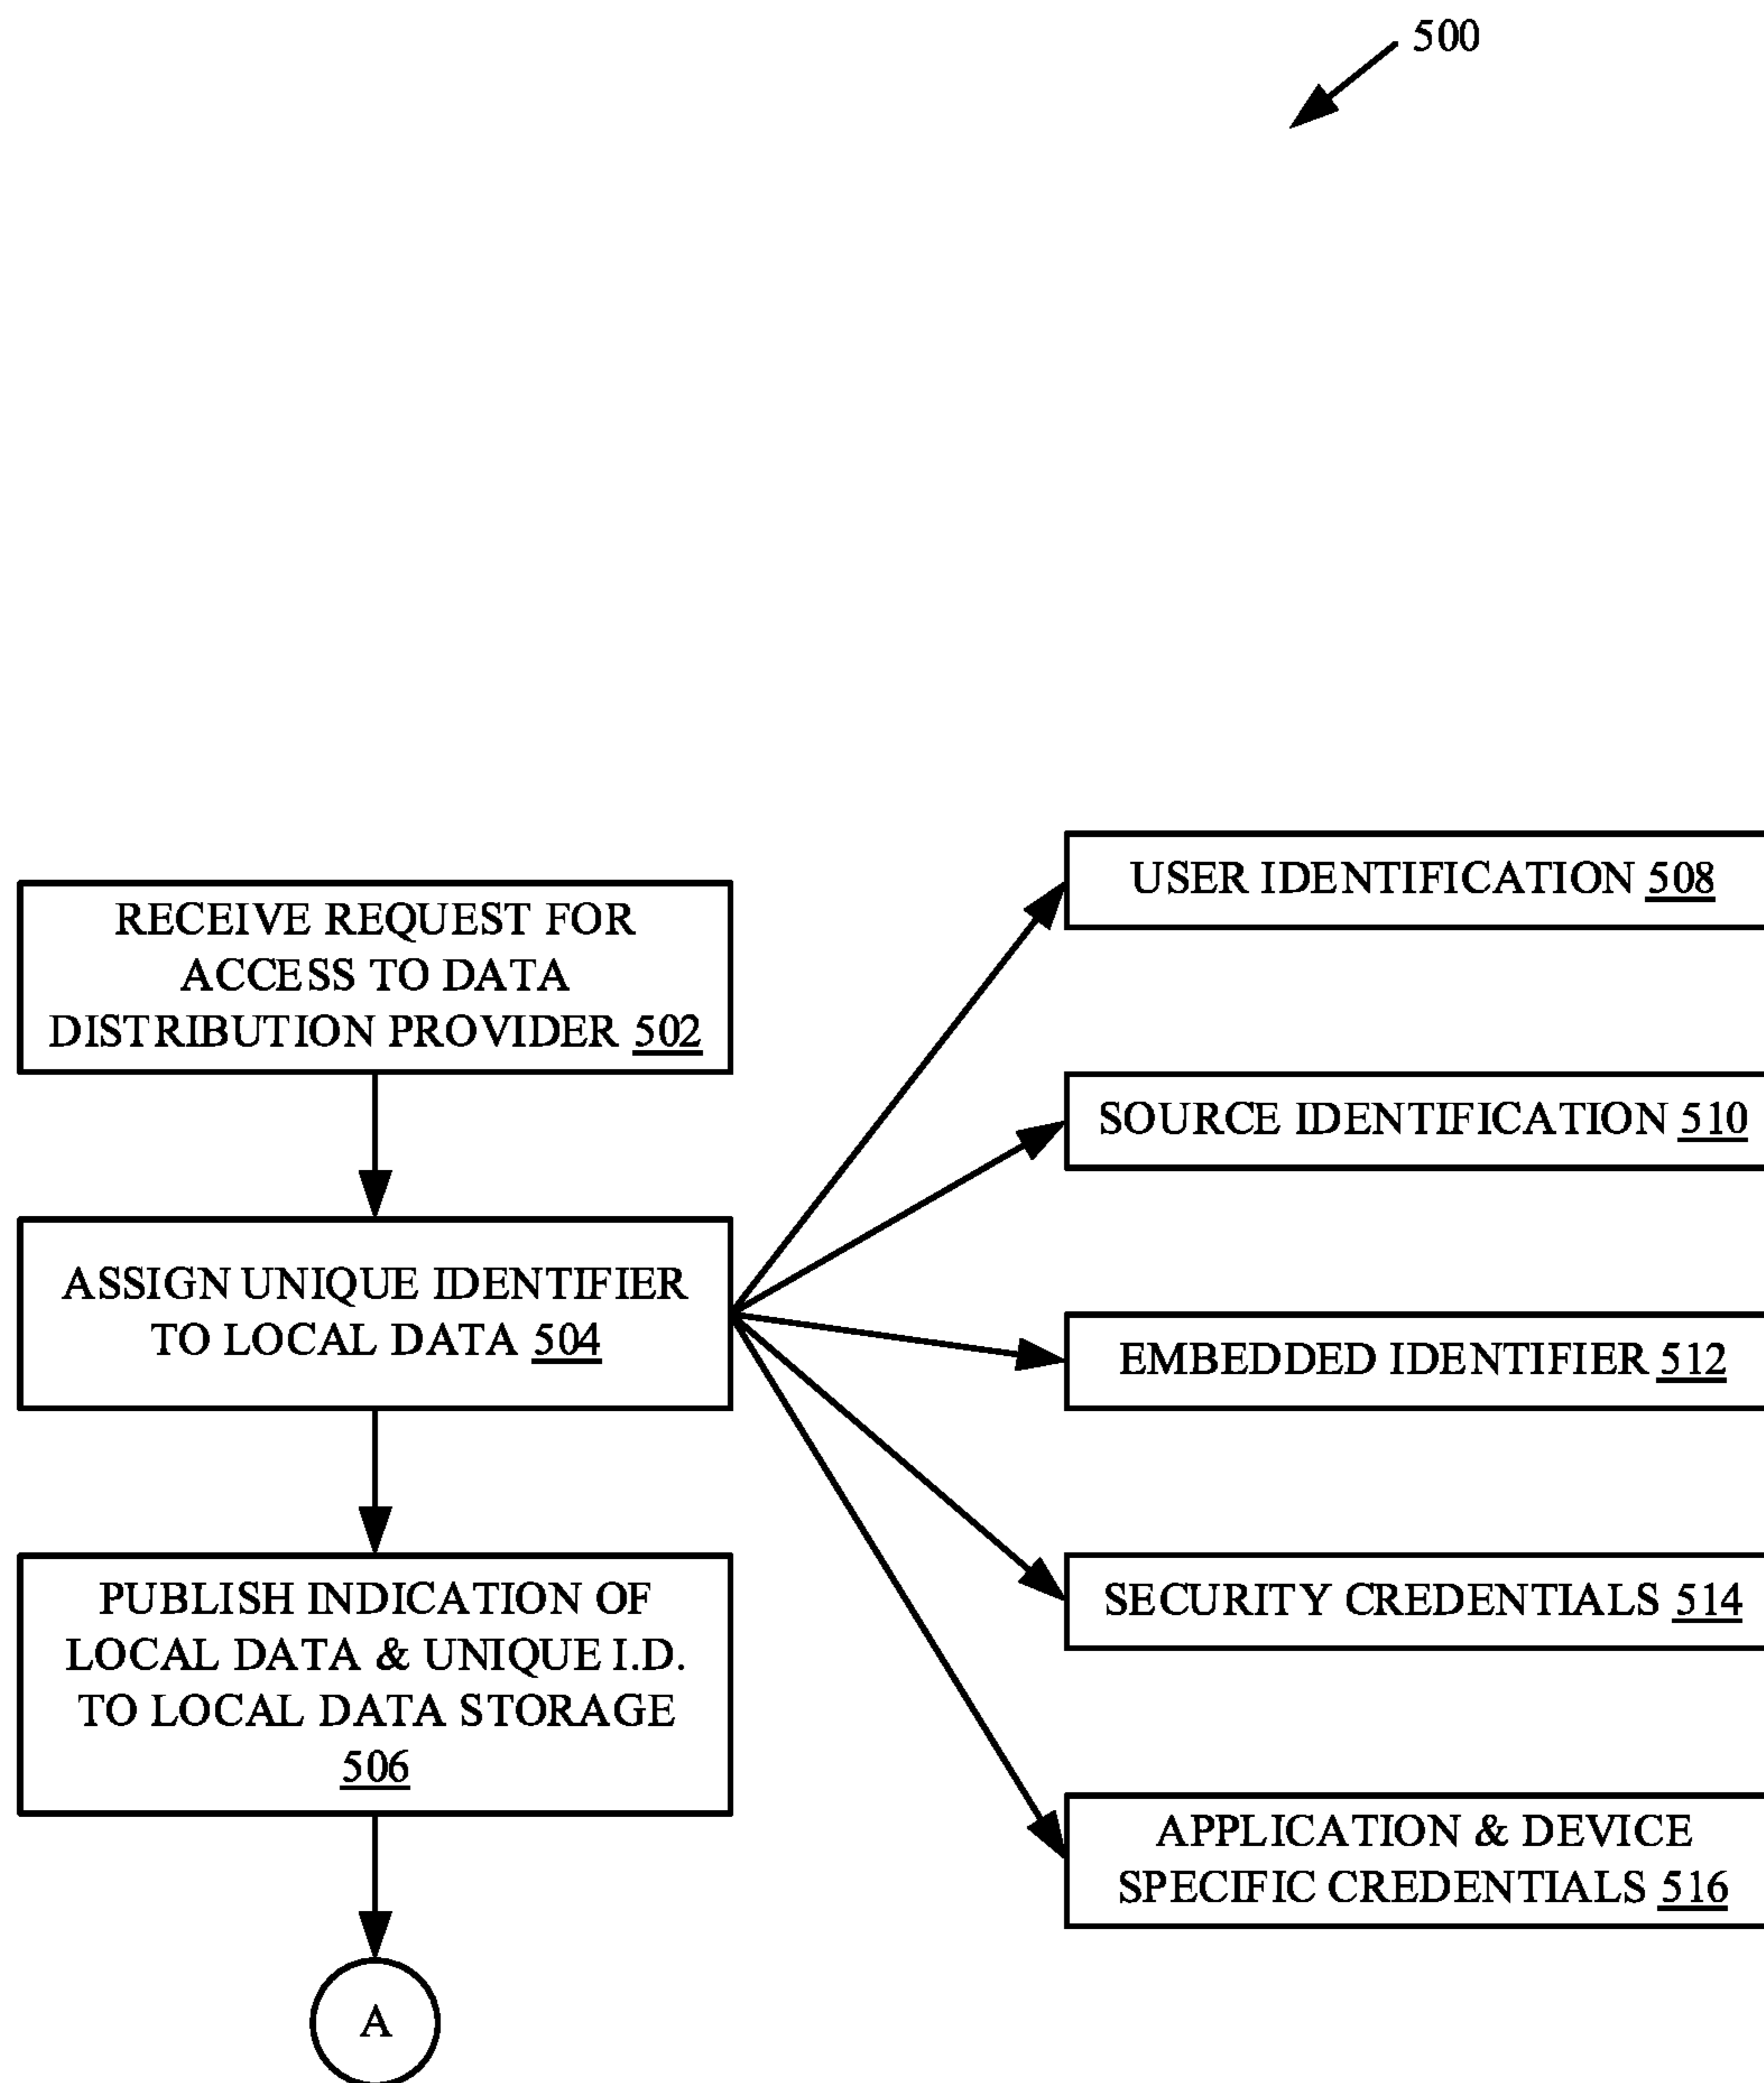 500
RECEIVE REQUEST FOR
ACCESS TO DATA
DISTRIBUTION PROVIDER 502
ASSIGN UNIQUE IDENTIFIER
TO LOCAL DATA 504
PUBLISH INDICATION OF
LOCAL DATA & UNIQUE I.D.
TO LOCAL DATA STORAGE
506
A
USER IDENTIFICATION 508
SOURCE IDENTIFICATION 510
EMBEDDED IDENTIFIER 512
SECURITY CREDENTIALS 514
APPLICATION & DEVICE
SPECIFIC CREDENTIALS 516